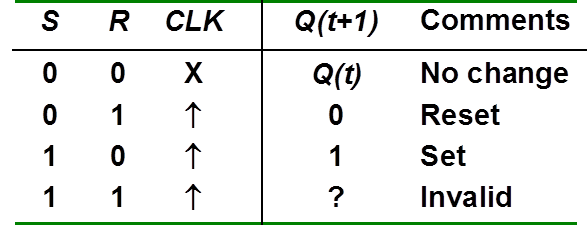 S R CLK Q(t+1) Comments
0 0 X Q(t) No change
0 1 ↑ 0 Reset
1 0 ↑ 1 Set
1 1 ↑ ? Invalid